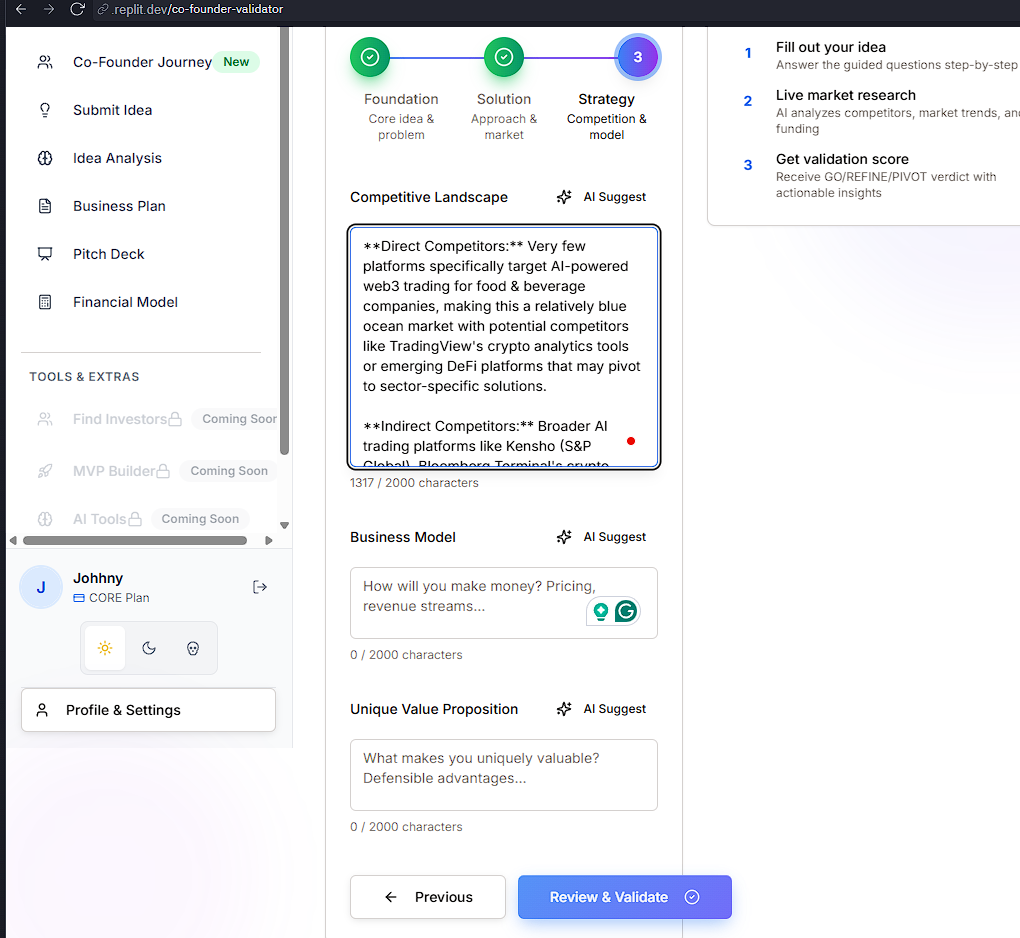 .replit.dev/co-founder-validator
Co-Founder Journey New
Submit Idea
Idea Analysis
Business Plan
Pitch Deck
Financial Model
TOOLS & EXTRAS
Find Investors Coming Soon
MVP Builder Coming Soon
AI Tools Coming Soon
J
Johhny
CORE Plan
Profile & Settings
3
Foundation
Core idea &
problem
Solution
Approach &
market
Strategy
Competition &
model
Competitive Landscape AI Suggest
**Direct Competitors:** Very few
platforms specifically target AI-powered
web3 trading for food & beverage
companies, making this a relatively blue
ocean market with potential competitors
like TradingView's crypto analytics tools
or emerging DeFi platforms that may pivot
to sector-specific solutions.
**Indirect Competitors:** Broader AI
trading platforms like Kensho (S&P
Global), Bloomberg Terminal's crypto
1317 / 2000 characters
Business Model AI Suggest
How will you make money? Pricing,
revenue streams...
G
0 / 2000 characters
Unique Value Proposition AI Suggest
What makes you uniquely valuable?
Defensible advantages...
0 / 2000 characters
Previous
Review & Validate
1 Fill out your idea
Answer the guided questions step-by-step
2 Live market research
AI analyzes competitors, market trends, and
funding
3 Get validation score
Receive GO/REFINE/PIVOT verdict with
actionable insights